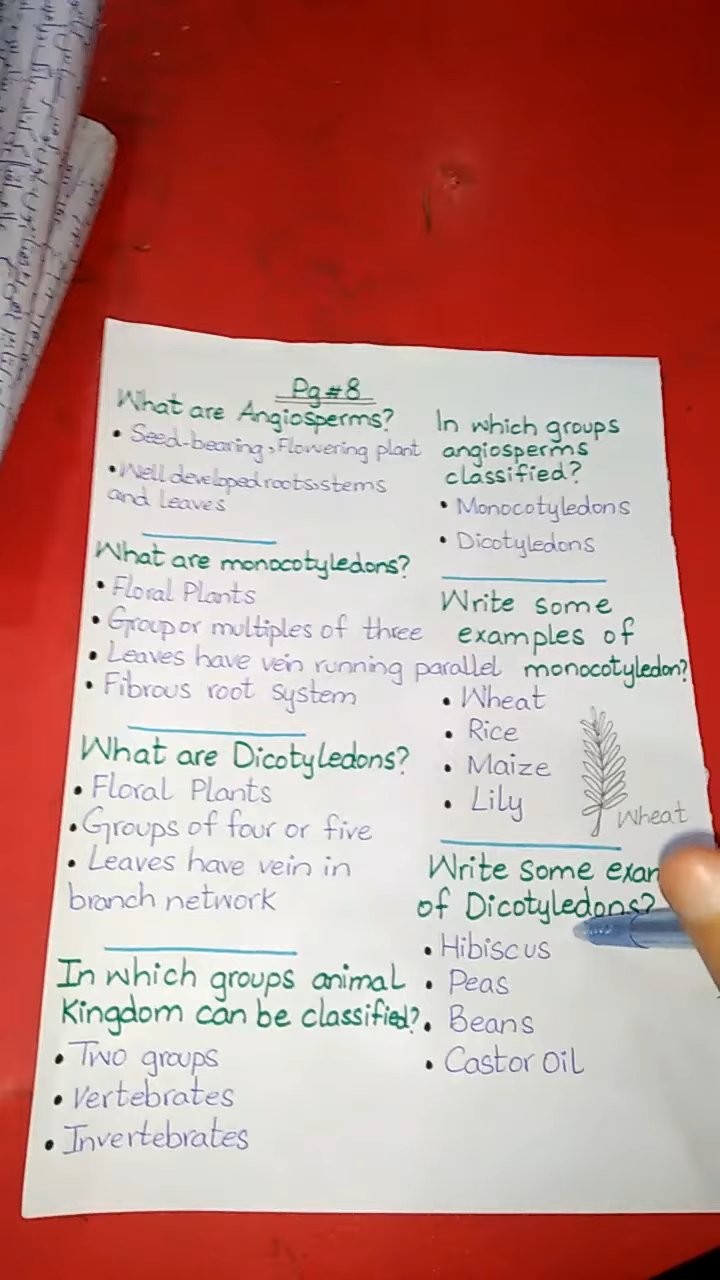 Pg#8
What are Angiosperms?
• Seed-bearing, Flowering plant
• Well developed roots, stems
and leaves
What are monocotyledons?
• Floral Plants
• Group or multiples of three
• Leaves have vein running parallel
• Fibrous root system
What are Dicotyledons?
• Floral Plants
• Groups of four or five
• Leaves have vein in
branch network
In which groups animal
Kingdom can be classified?
• Two groups
• Vertebrates
• Invertebrates
In which groups
angiosperms
classified?
• Monocotyledons
• Dicotyledons
Write some
examples of
monocotyledon?
• Wheat
• Rice
• Maize
• Lily
Wheat
Write some exam
of Dicotyledons?
• Hibiscus
• Peas
• Beans
• Castor Oil